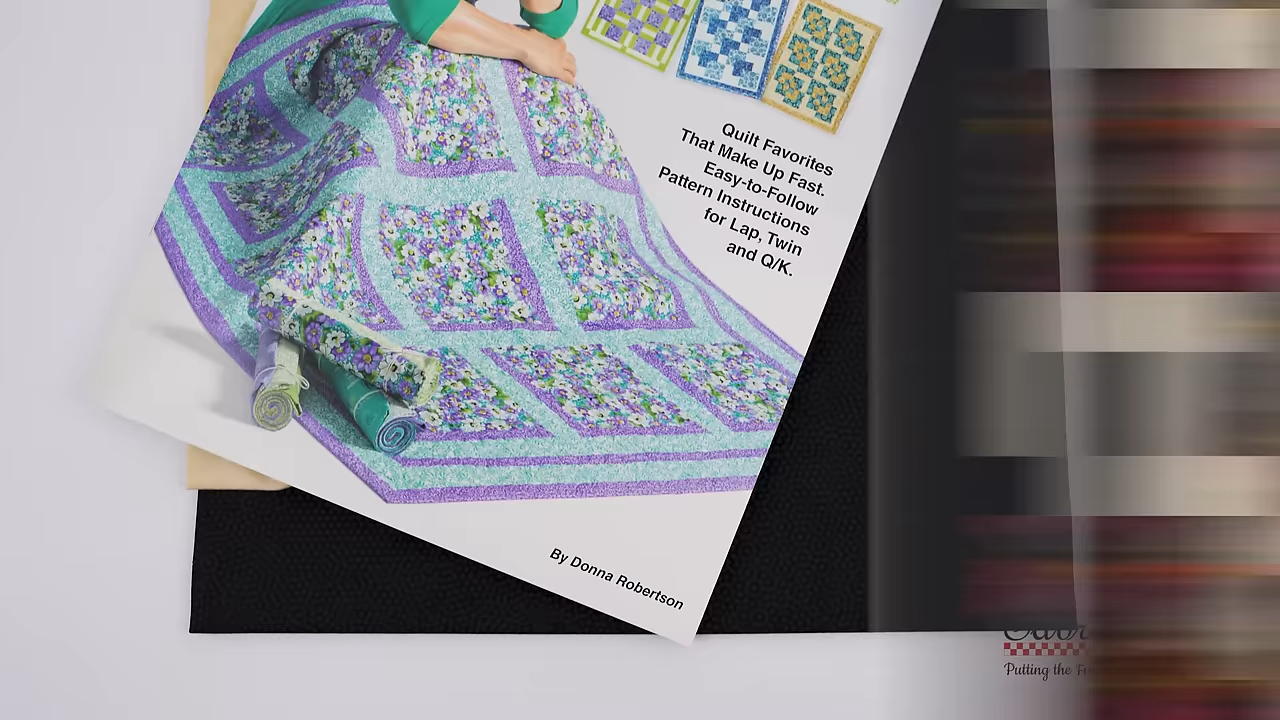 Quilt Favorites
That Make Up Fast.
Easy-to-Follow
Pattern Instructions
for Lap, Twin
and Q/K.
By Donna Robertson
Putting the